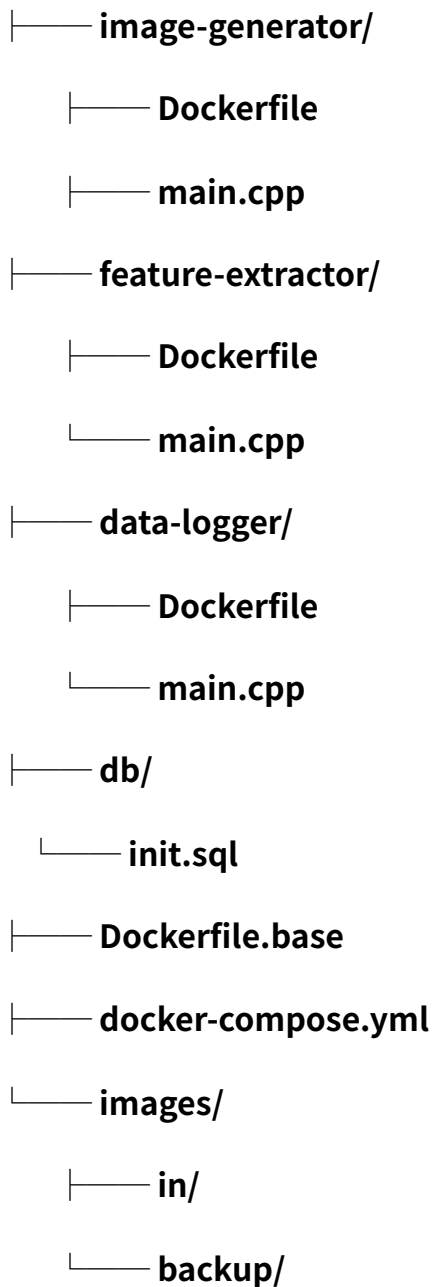 ├── image-generator/
├── Dockerfile
├── main.cpp
├── feature-extractor/
├── Dockerfile
└── main.cpp
├── data-logger/
├── Dockerfile
└── main.cpp
├── db/
└── init.sql
├── Dockerfile.base
├── docker-compose.yml
└── images/
├── in/
└── backup/